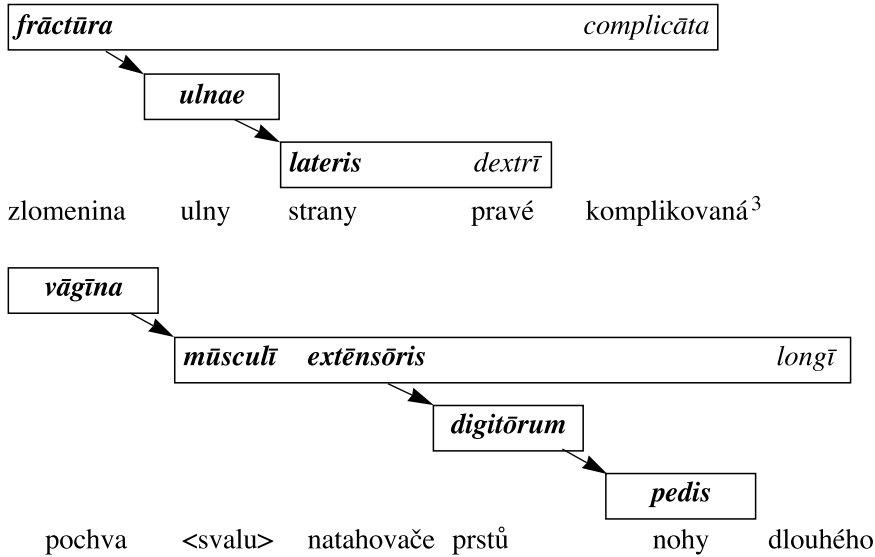 frāctūra complicāta
ulnae
lateris dextrī
zlomenina ulny strany pravé komplikovaná³
vāgīna
mūsculī extēnsōris longī
digitōrum
pedis
pochva <svalu> natahovače prstů nohy dlouhého